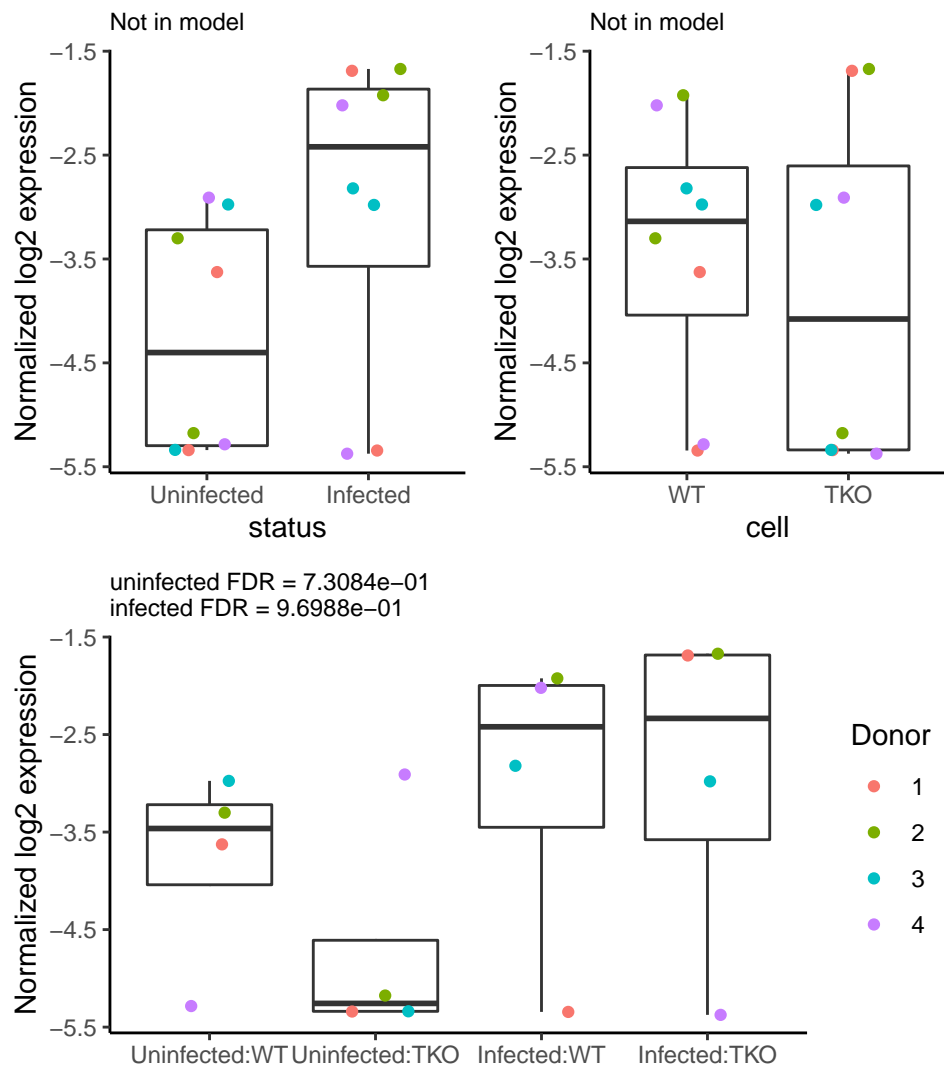 Not in model
−1.5
−2.5
−3.5
−4.5
−5.5
Normalized log2 expression
Uninfected Infected
status
Not in model
−1.5
−2.5
−3.5
−4.5
−5.5
Normalized log2 expression
WT TKO
cell
uninfected FDR = 7.3084e−01
infected FDR = 9.6988e−01
−1.5
−2.5
−3.5
−4.5
−5.5
Normalized log2 expression
Uninfected:WT Uninfected:TKO Infected:WT Infected:TKO
Donor
1
2
3
4